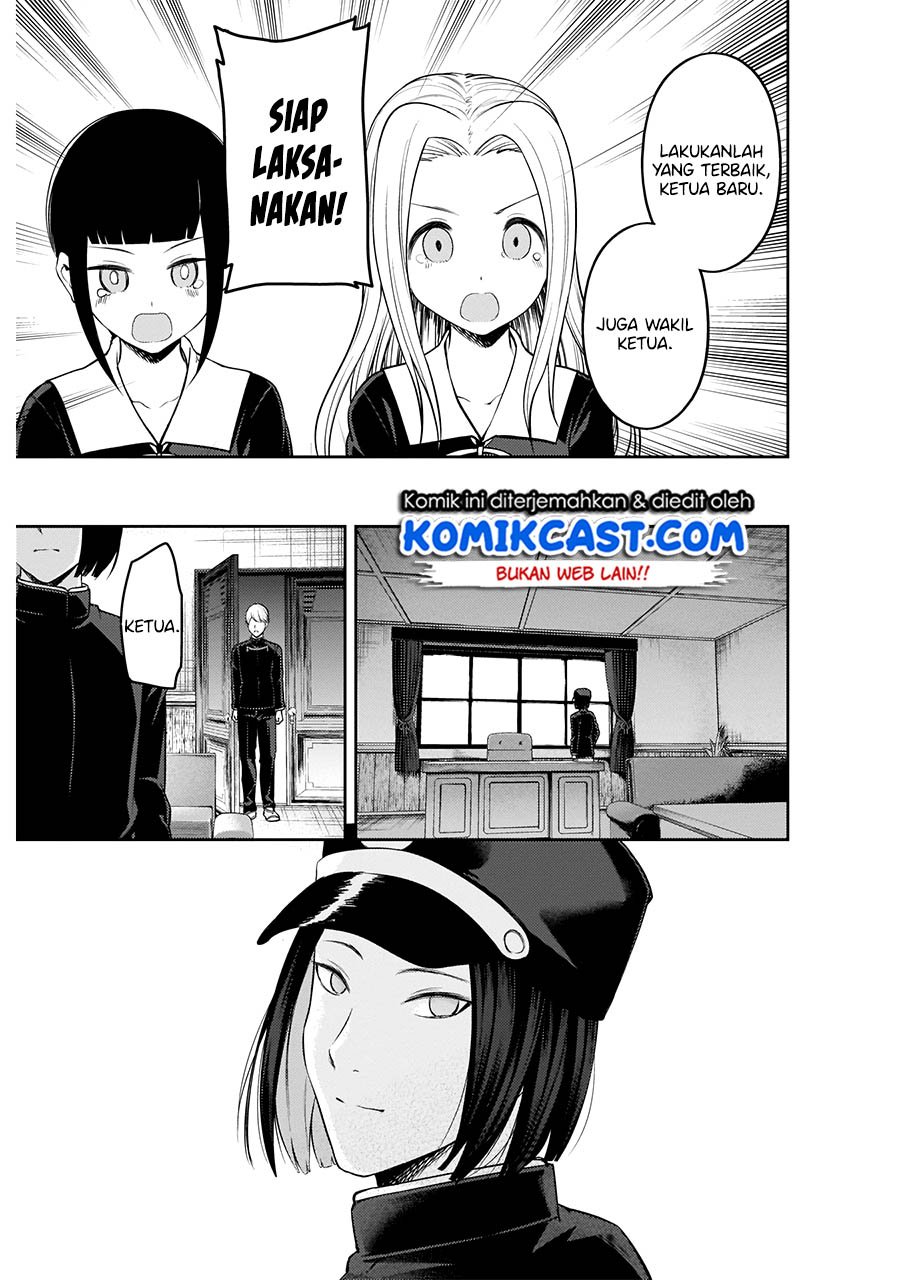 LAKUKANLAH
YANG TERBAIK,
KETUA BARU.
JUGA WAKIL
KETUA.
SIAP
LAKSA-
NAKAN!
Komik ini diterjemahkan & diedit oleh
KOMIKCAST.COM
BUKAN WEB LAIN!!
KETUA.